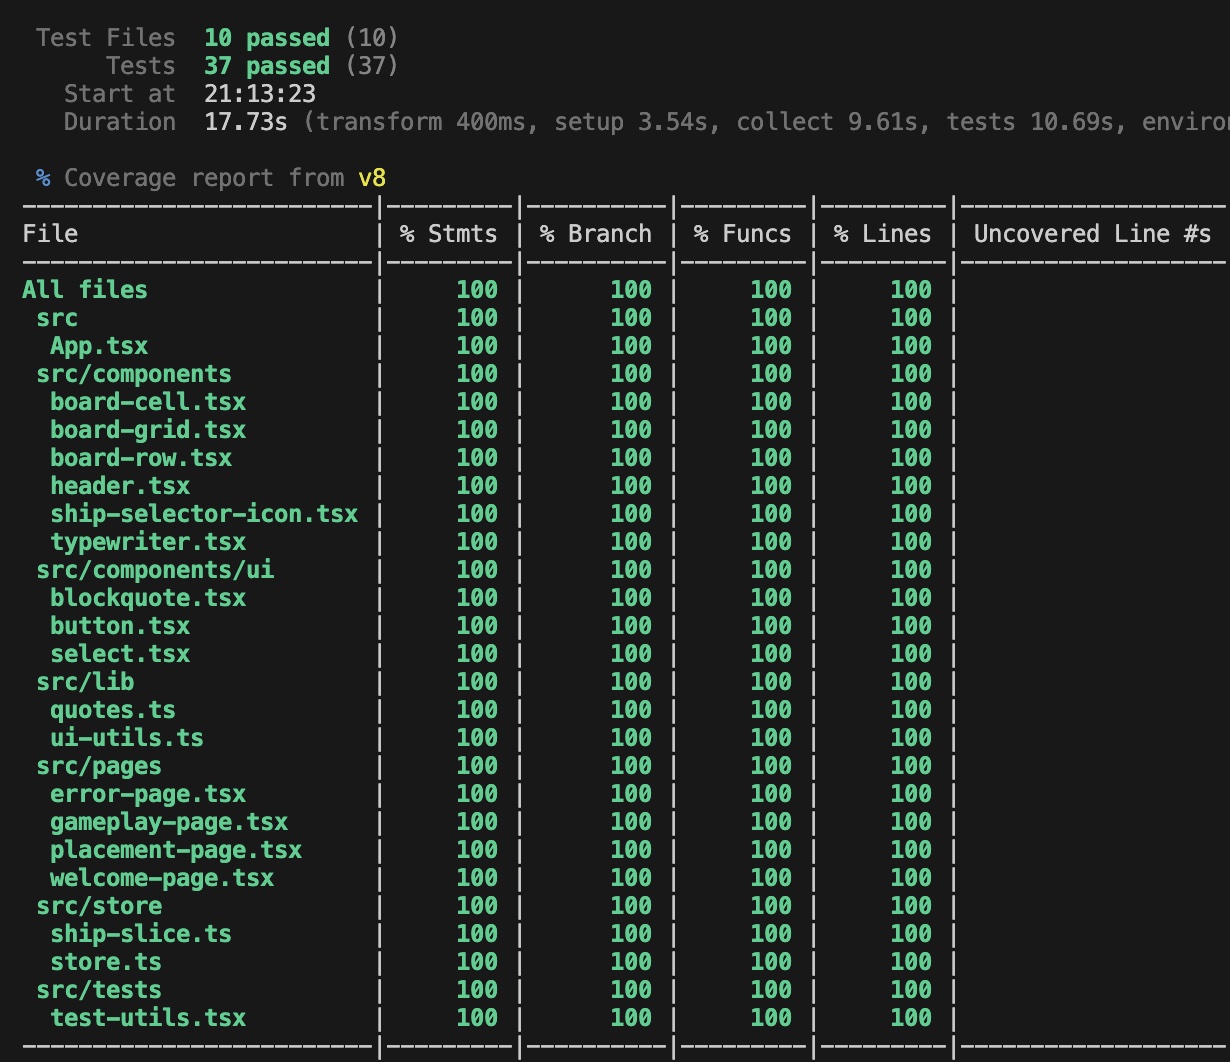 Test Files 10 passed (10)
Tests 37 passed (37)
Start at 21:13:23
Duration 17.73s (transform 400ms, setup 3.54s, collect 9.61s, tests 10.69s,
% Coverage report from v8
File | % Stmts | % Branch | % Funcs | % Lines | Uncovered Line #s
All files | 100 | 100 | 100 | 100 |
src | 100 | 100 | 100 | 100 |
App.tsx | 100 | 100 | 100 | 100 |
src/components | 100 | 100 | 100 | 100 |
board-cell.tsx | 100 | 100 | 100 | 100 |
board-grid.tsx | 100 | 100 | 100 | 100 |
board-row.tsx | 100 | 100 | 100 | 100 |
header.tsx | 100 | 100 | 100 | 100 |
ship-selector-icon.tsx | 100 | 100 | 100 | 100 |
typewriter.tsx | 100 | 100 | 100 | 100 |
src/components/ui | 100 | 100 | 100 | 100 |
blockquote.tsx | 100 | 100 | 100 | 100 |
button.tsx | 100 | 100 | 100 | 100 |
select.tsx | 100 | 100 | 100 | 100 |
src/lib | 100 | 100 | 100 | 100 |
quotes.ts | 100 | 100 | 100 | 100 |
ui-utils.ts | 100 | 100 | 100 | 100 |
src/pages | 100 | 100 | 100 | 100 |
error-page.tsx | 100 | 100 | 100 | 100 |
gameplay-page.tsx | 100 | 100 | 100 | 100 |
placement-page.tsx | 100 | 100 | 100 | 100 |
welcome-page.tsx | 100 | 100 | 100 | 100 |
src/store | 100 | 100 | 100 | 100 |
ship-slice.ts | 100 | 100 | 100 | 100 |
store.ts | 100 | 100 | 100 | 100 |
src/tests | 100 | 100 | 100 | 100 |
test-utils.tsx | 100 | 100 | 100 | 100 |